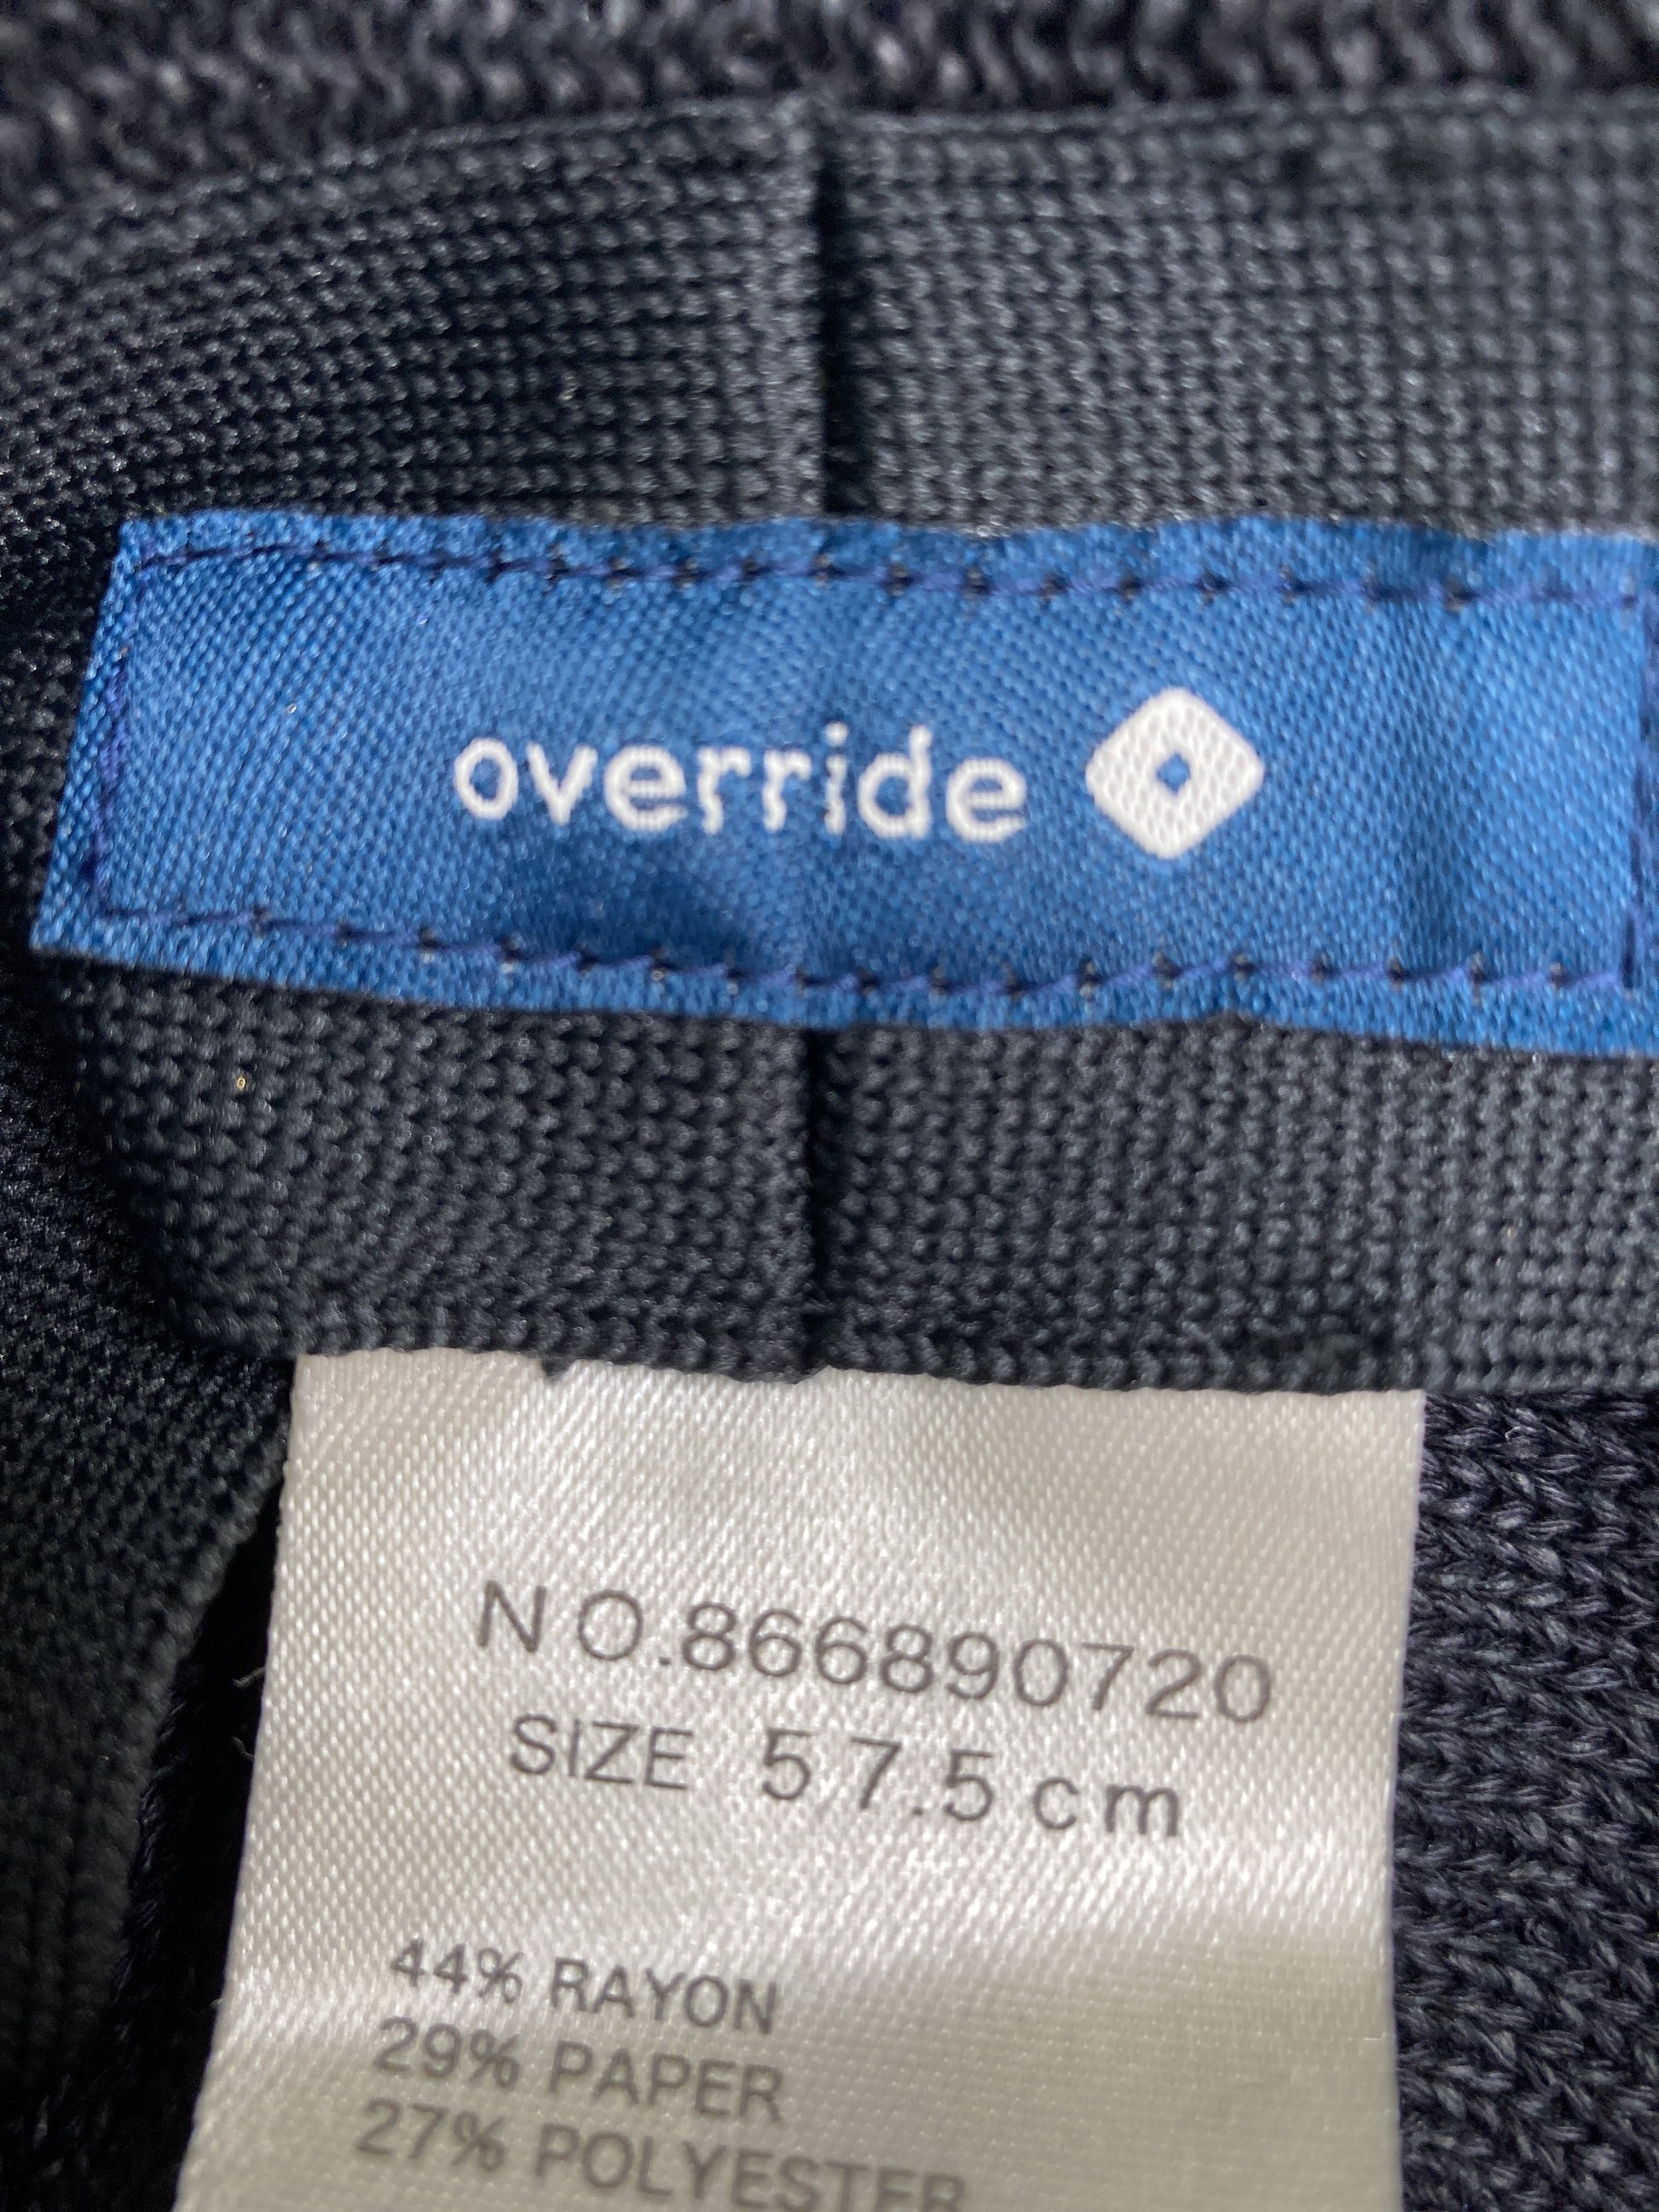 override
NO.866890720
SIZE 57.5cm
44% RAYON
29% PAPER
27% POLYESTER